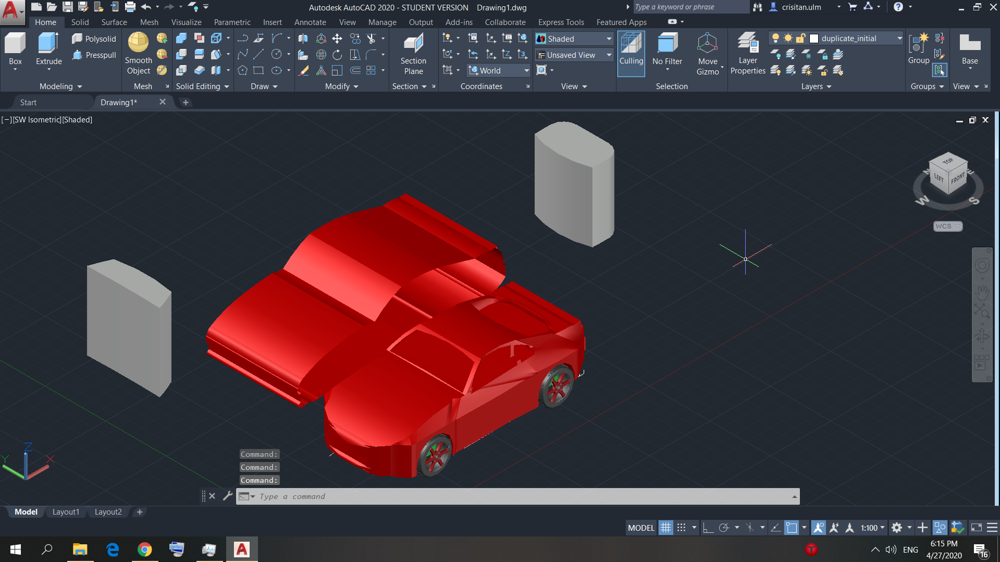 Autodesk AutoCAD 2020 - STUDENT VERSION Drawing1.dwg
Type a keyword or phrase
crisitan.ulm
Home Solid Surface Mesh Visualize Parametric Insert Annotate View Manage Output Add-ins Collaborate Express Tools Featured Apps
Box
Extrude
Polysolid
Presspull
Modeling
Smooth
Object
Mesh
Solid Editing
Draw
Modify
Section
Plane
Section
World
Coordinates
Shaded
Unsaved View
View
Culling
No Filter
Move
Gizmo
Selection
Layer
Properties
duplicate_initial
Layers
Group
Groups
Base
View
Start
Drawing1*
[−][SW Isometric][Shaded]
TOP
LEFT
FRONT
N
E
W
S
WCS
Z
Y
X
Command:
Command:
Command:
Type a command
Model Layout1 Layout2
MODEL
1:100
ENG
6:15 PM
4/27/2020
16